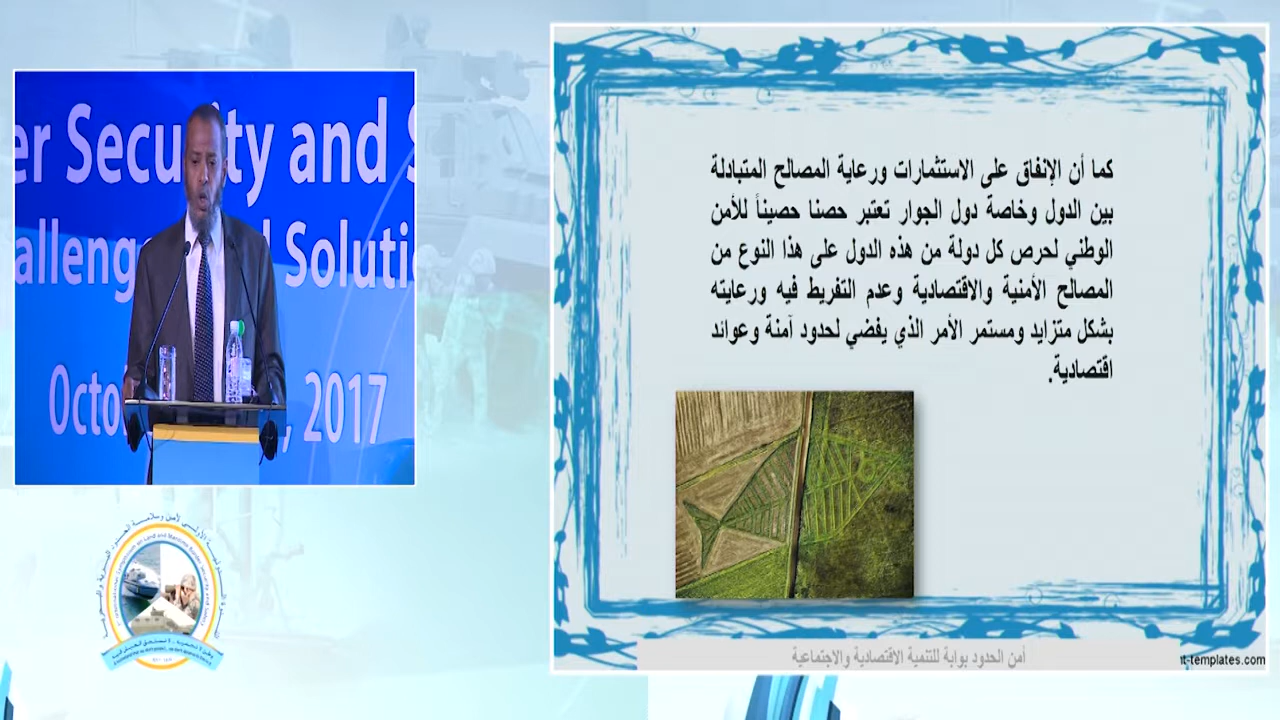 er Security and S
allenge d Soluti
Octo , 2017
كما أن الإنفاق على الاستثمارات ورعاية المصالح المتبادلة
بين الدول وخاصة دول الجوار تعتبر حصنا حصيناً للأمن
الوطني لحرص كل دولة من هذه الدول على هذا النوع من
المصالح الأمنية والاقتصادية وعدم التفريط فيه ورعايته
بشكل متزايد ومستمر الأمر الذي يفضي لحدود آمنة وعوائد
اقتصادية.
أمن الحدود بوابة للتنمية الاقتصادية والاجتماعية
t-templates.com